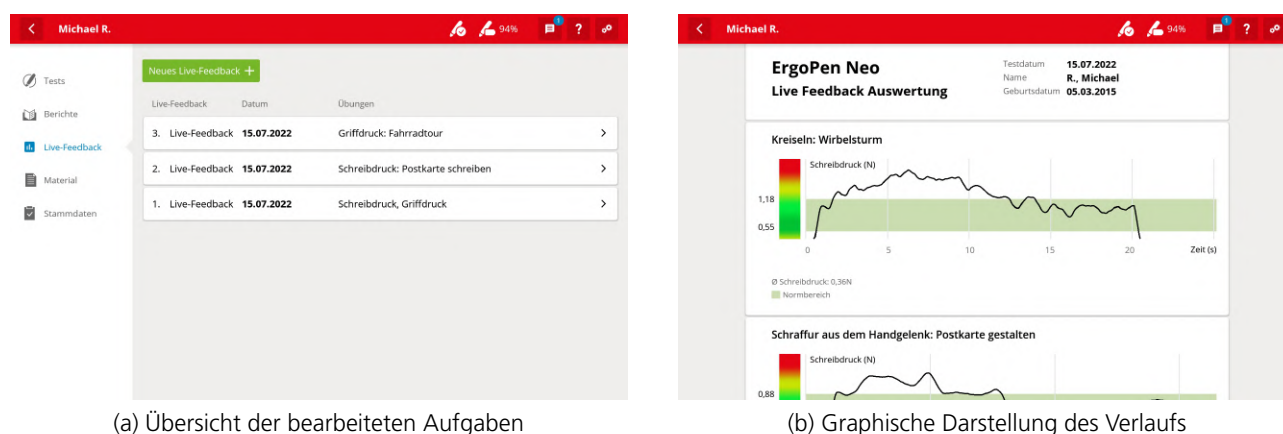 Michael R.
94%
1
?
Tests
Berichte
Live-Feedback
Material
Stammdaten
Neues Live-Feedback +
Live-Feedback Datum Übungen
3. Live-Feedback 15.07.2022 Griffdruck: Fahrradtour
2. Live-Feedback 15.07.2022 Schreibdruck: Postkarte schreiben
1. Live-Feedback 15.07.2022 Schreibdruck, Griffdruck
(a) Übersicht der bearbeiteten Aufgaben
Michael R.
94%
1
?
ErgoPen Neo
Live Feedback Auswertung
Testdatum 15.07.2022
Name R., Michael
Geburtsdatum 05.03.2015
Kreiseln: Wirbelsturm
Schreibdruck (N)
1,18
0,55
0 5 10 15 20 Zeit (s)
Ø Schreibdruck: 0,36N
Normbereich
Schraffur aus dem Handgelenk: Postkarte gestalten
Schreibdruck (N)
0,88
(b) Graphische Darstellung des Verlaufs